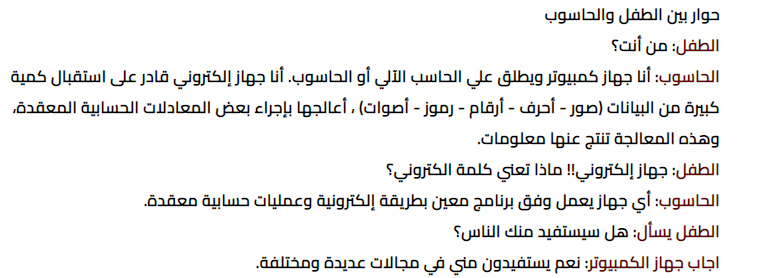 حوار بين الطفل والحاسوب
الطفل: من أنت؟
الحاسوب: أنا جهاز كمبيوتر ويطلق علي الحاسب الآلي أو الحاسوب. أنا جهاز إلكتروني قادر على استقبال كمية
كبيرة من البيانات (صور - أحرف - أرقام - رموز - أصوات) ، أعالجها بإجراء بعض المعادلات الحسابية المعقدة،
وهذه المعالجة تنتج عنها معلومات.
الطفل: جهاز إلكتروني!! ماذا تعني كلمة الكتروني؟
الحاسوب: أي جهاز يعمل وفق برنامج معين بطريقة إلكترونية وعمليات حسابية معقدة.
الطفل يسأل: هل سيستفيد منك الناس؟
اجاب جهاز الكمبيوتر: نعم يستفيدون مني في مجالات عديدة ومختلفة.